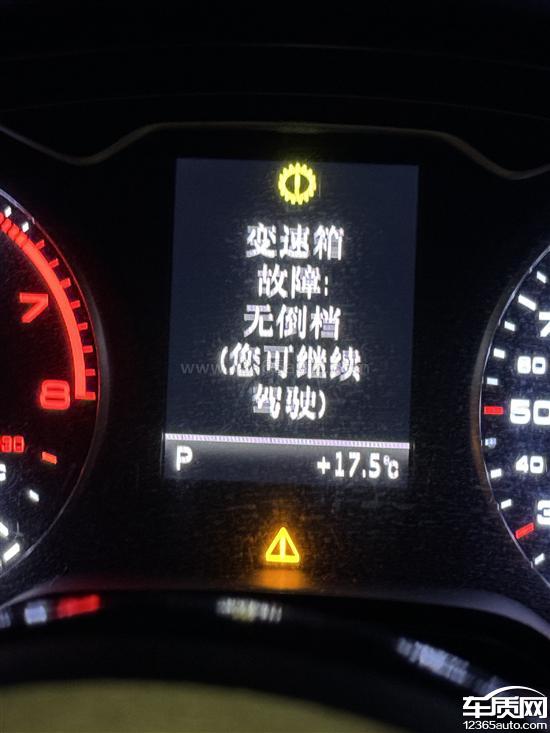 变速箱
故障:
无倒档
(您可继续
驾驶)
P +17.5°C
7
8
50
60
40
车质网
12365auto.com